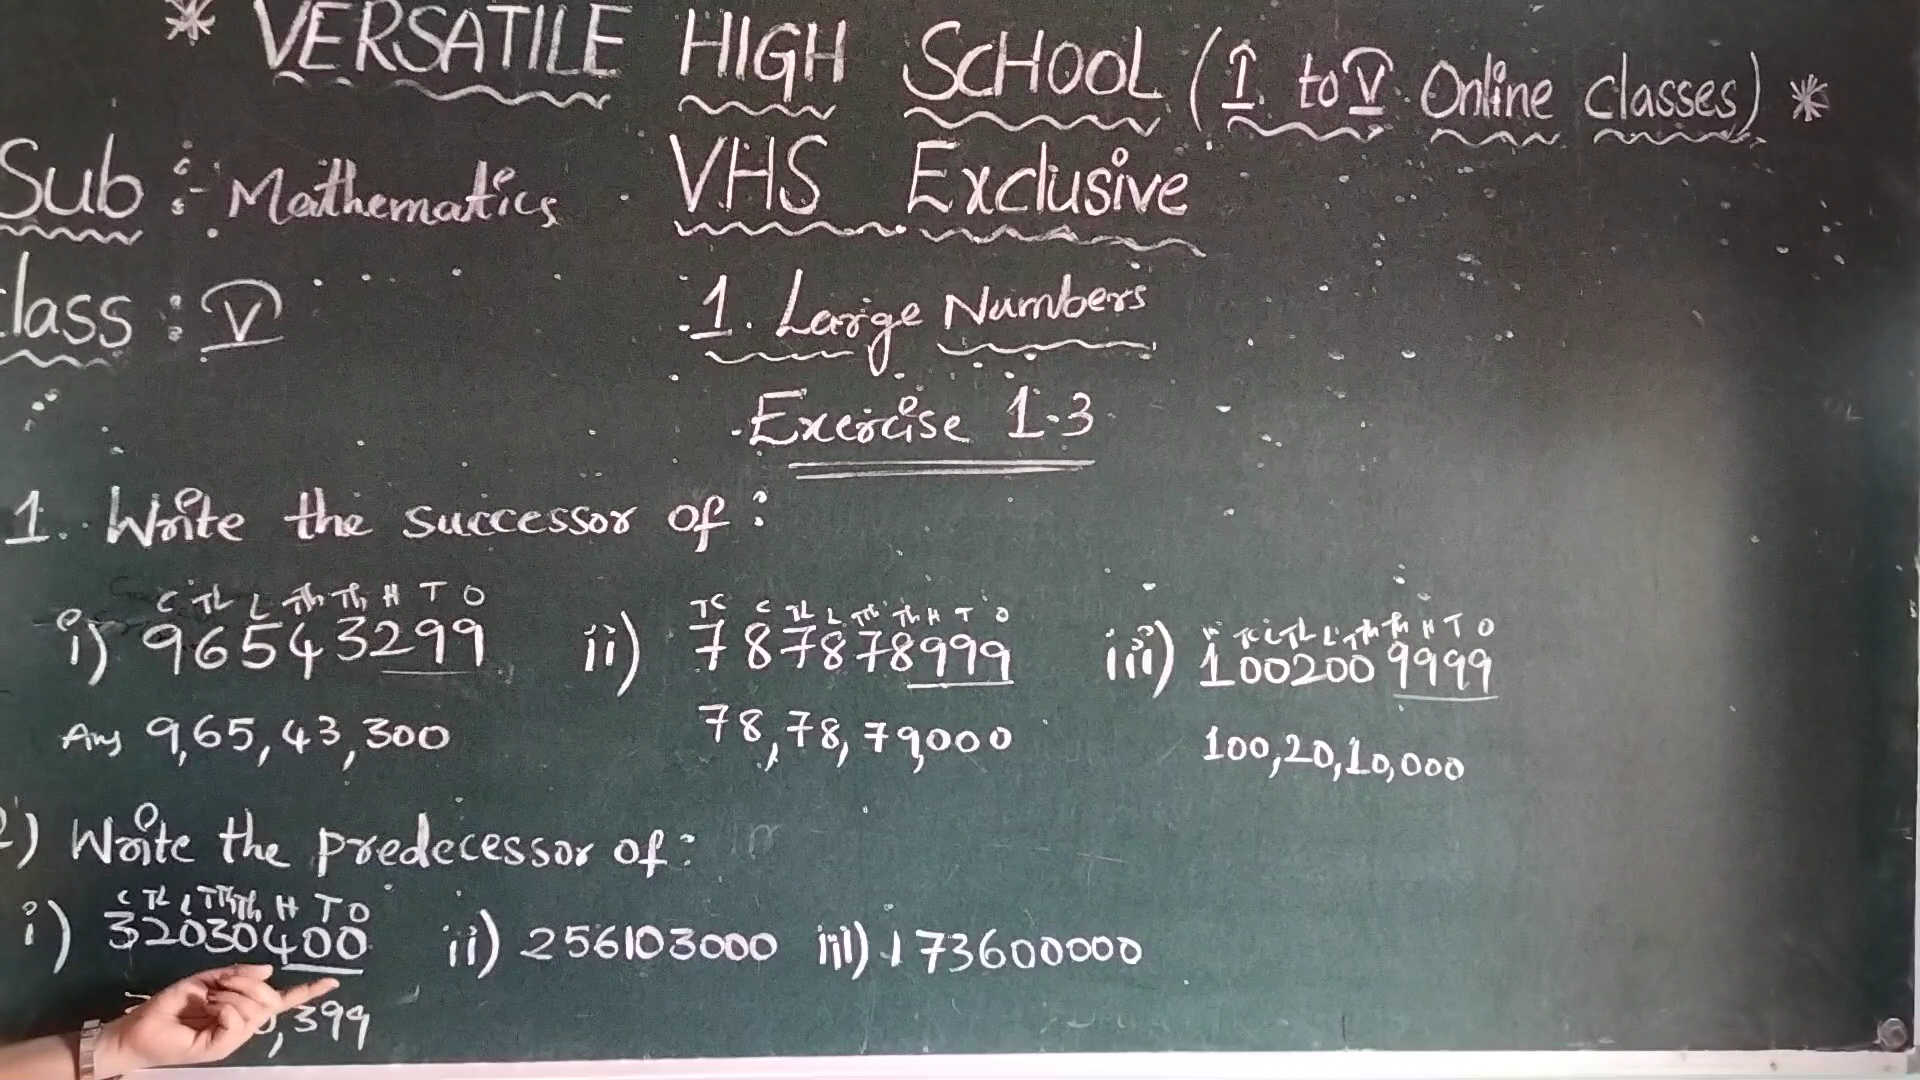 * VERSATILE HIGH SCHOOL (I to V Online classes) *
Sub :- Mathematics VHS Exclusive
class : V
1. Large Numbers
Exercise 1.3
1. Write the successor of :
C TL L TTh Th H T O TC C TL L TTh Th H T O TC C TL L TTh Th H T O
i) 96543299 ii) 787878999 iii) 1002009999
Ans 9,65,43,300 78,78,79,000 100,20,10,000
2) Write the predecessor of :
C TL L TTh Th H T O
i) 32030400 ii) 256103000 iii) 173600000
,399